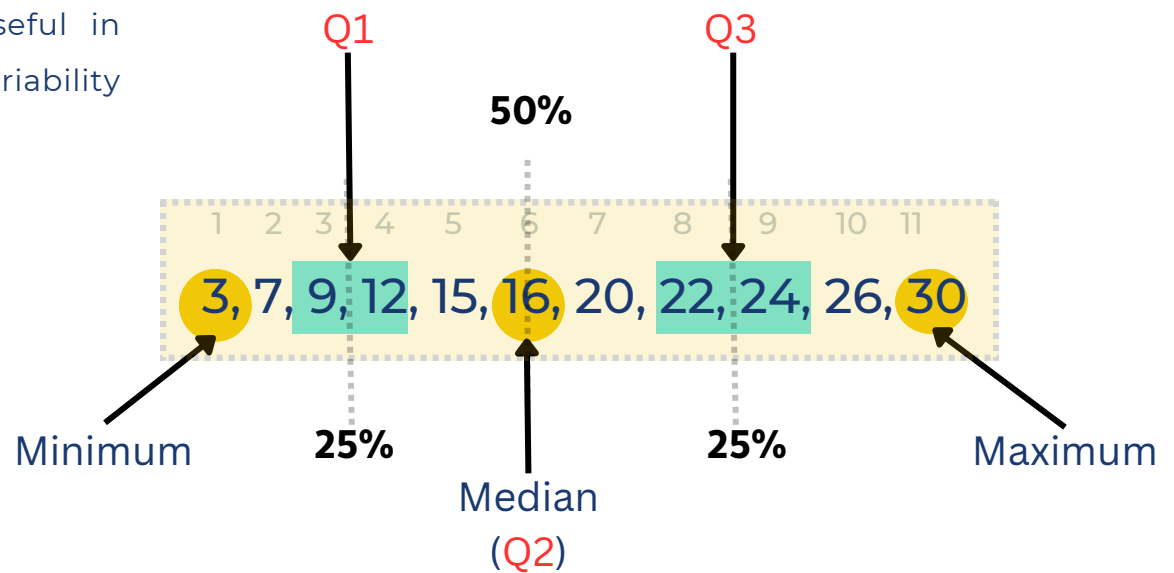 seful in
riability
Q1
Q3
50%
1 2 3 4 5 6 7 8 9 10 11
3, 7, 9, 12, 15, 16, 20, 22, 24, 26, 30
Minimum
25%
25%
Maximum
Median
(Q2)